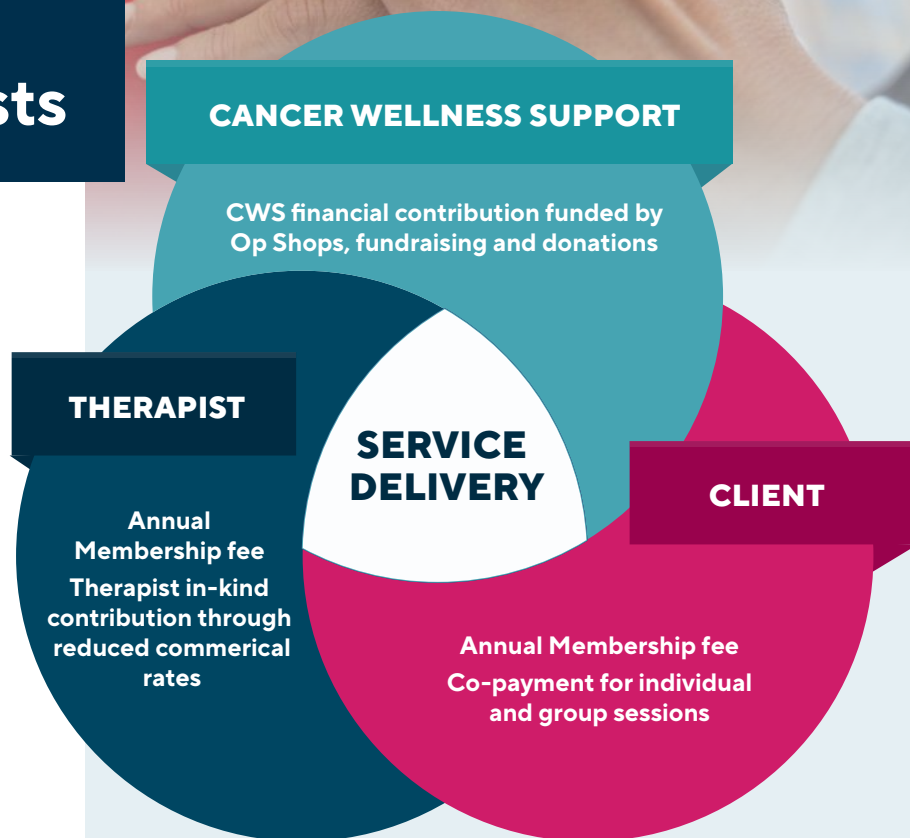 sts
CANCER WELLNESS SUPPORT
CWS financial contribution funded by
Op Shops, fundraising and donations
THERAPIST
SERVICE
DELIVERY
CLIENT
Annual
Membership fee
Therapist in-kind
contribution through
reduced commerical
rates
Annual Membership fee
Co-payment for individual
and group sessions